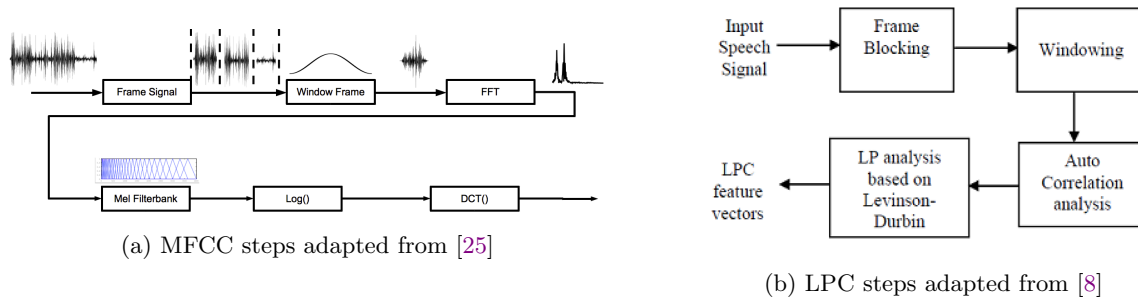 Frame Signal
Window Frame
FFT
Mel Filterbank
Log()
DCT()
(a) MFCC steps adapted from [25]
Input
Speech
Signal
Frame
Blocking
Windowing
LPC
feature
vectors
LP analysis
based on
Levinson-
Durbin
Auto
Correlation
analysis
(b) LPC steps adapted from [8]